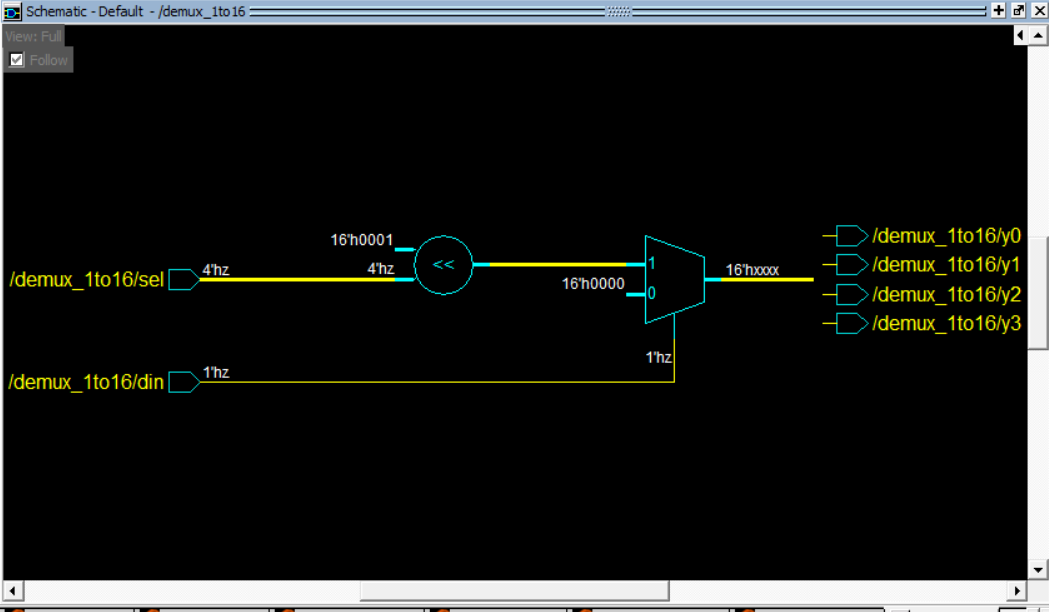 Schematic - Default - /demux_1to16
View: Full
Follow
16'h0001
/demux_1to16/sel
4'hz
4'hz
<<
16'h0000
1
0
16'hxxxx
/demux_1to16/y0
/demux_1to16/y1
/demux_1to16/y2
/demux_1to16/y3
1'hz
/demux_1to16/din
1'hz